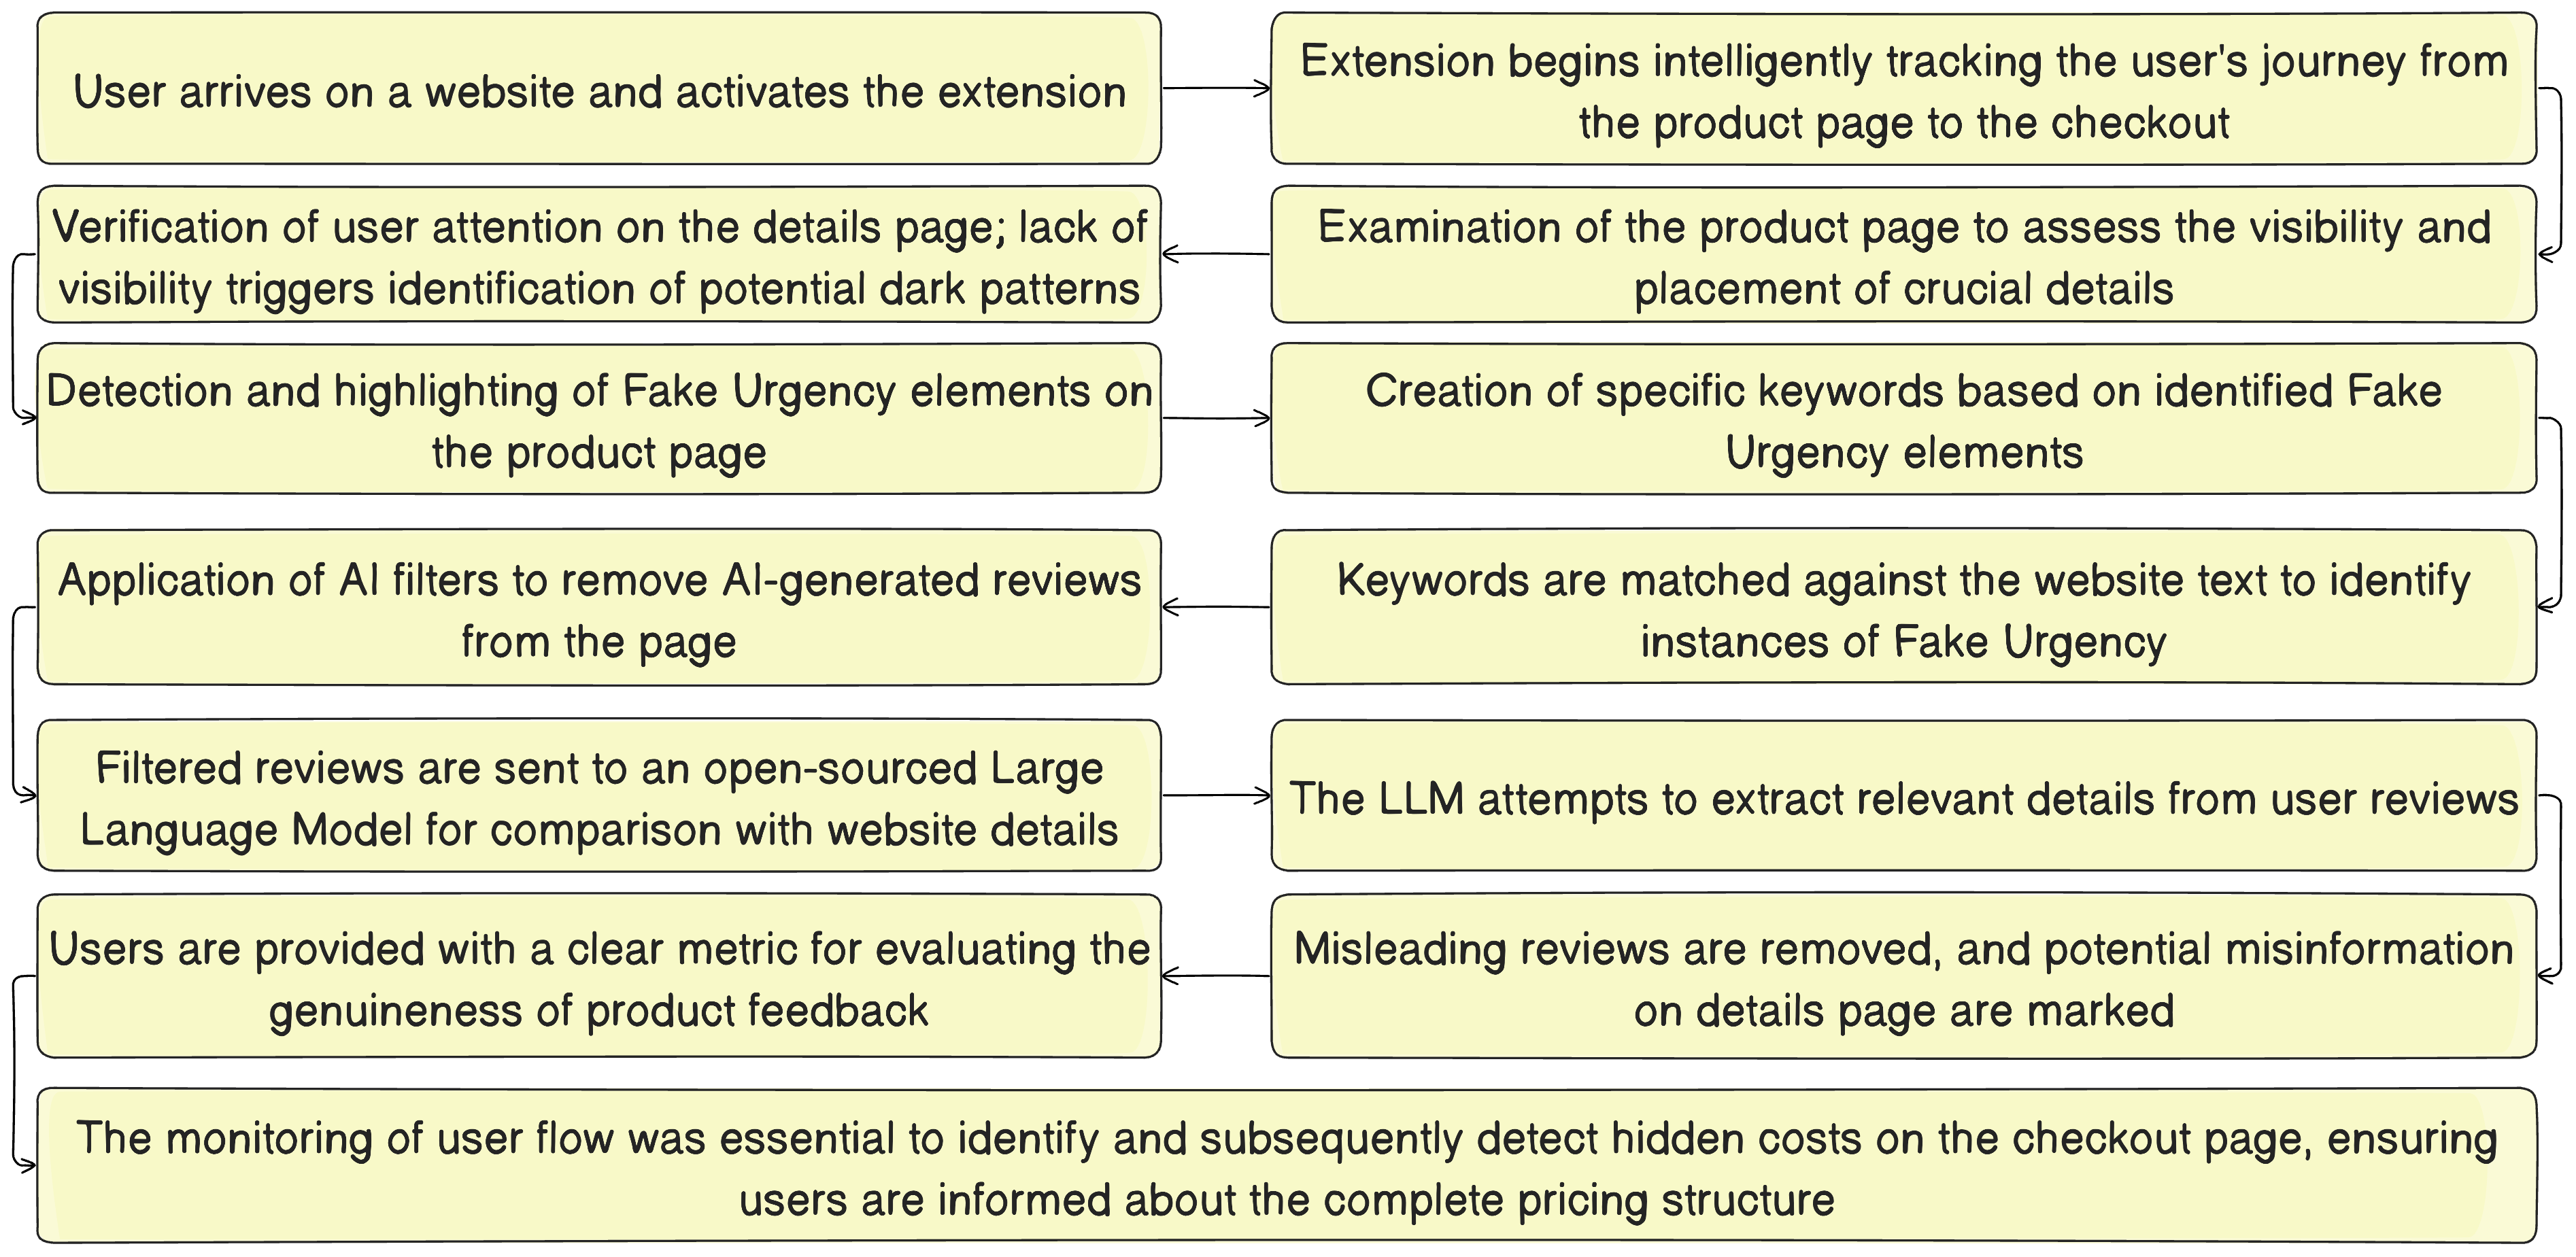 User arrives on a website and activates the extension
Extension begins intelligently tracking the user's journey from
the product page to the checkout
Examination of the product page to assess the visibility and
placement of crucial details
Verification of user attention on the details page; lack of
visibility triggers identification of potential dark patterns
Detection and highlighting of Fake Urgency elements on
the product page
Creation of specific keywords based on identified Fake
Urgency elements
Keywords are matched against the website text to identify
instances of Fake Urgency
Application of AI filters to remove AI-generated reviews
from the page
Filtered reviews are sent to an open-sourced Large
Language Model for comparison with website details
The LLM attempts to extract relevant details from user reviews
Misleading reviews are removed, and potential misinformation
on details page are marked
Users are provided with a clear metric for evaluating the
genuineness of product feedback
The monitoring of user flow was essential to identify and subsequently detect hidden costs on the checkout page, ensuring
users are informed about the complete pricing structure